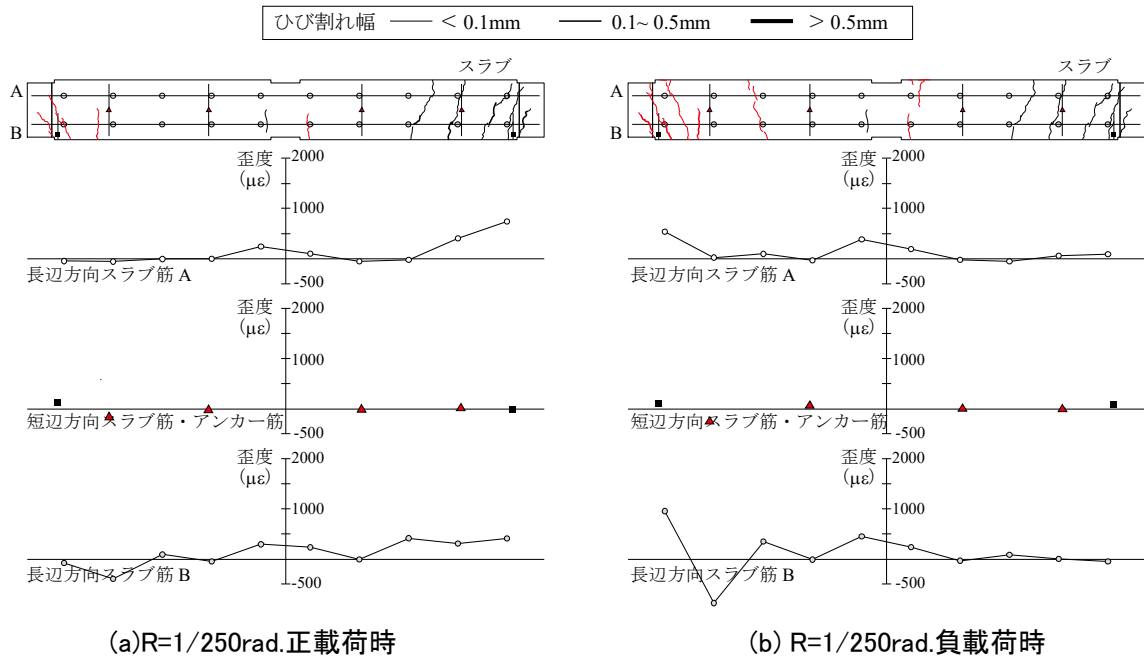 ひび割れ幅 < 0.1mm 0.1~ 0.5mm > 0.5mm
スラブ
A
B
歪度
(με)
2000
1000
-500
長辺方向スラブ筋 A
歪度
(με)
2000
1000
-500
短辺方向スラブ筋・アンカー筋
歪度
(με)
2000
1000
-500
長辺方向スラブ筋 B
(a)R=1/250rad.正載荷時
スラブ
A
B
歪度
(με)
2000
1000
-500
長辺方向スラブ筋 A
歪度
(με)
2000
1000
-500
短辺方向スラブ筋・アンカー筋
歪度
(με)
2000
1000
-500
長辺方向スラブ筋 B
(b) R=1/250rad.負載荷時